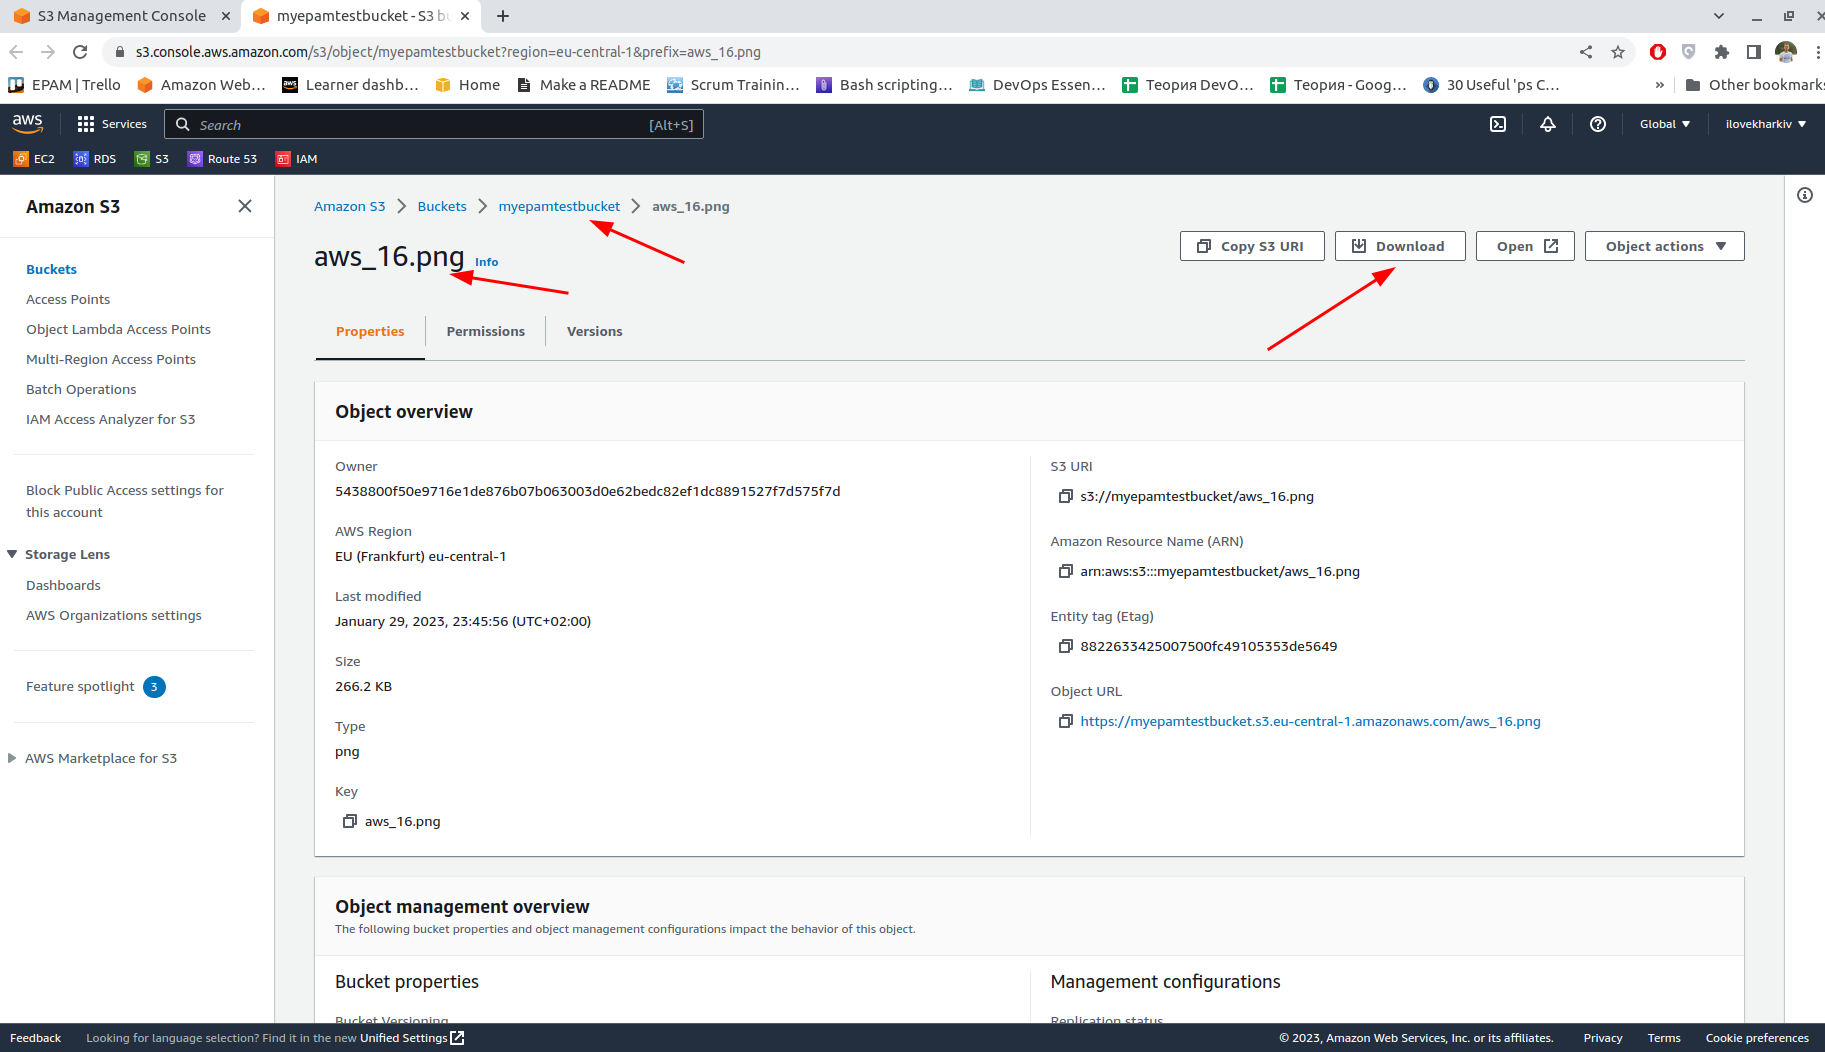 S3 Management Console
myepamtestbucket - S3 bu
s3.console.aws.amazon.com/s3/object/myepamtestbucket?region=eu-central-1&prefix=aws_16.png
EPAM | Trello
Amazon Web...
Learner dashb...
Home
Make a README
Scrum Trainin...
Bash scripting...
DevOps Essen...
Теория DevO...
Теория - Goog...
30 Useful 'ps C...
»
Other bookmarks
aws
Services
Search
[Alt+S]
Global
ilovekharkiv
EC2
RDS
S3
Route 53
IAM
Amazon S3
Buckets
Access Points
Object Lambda Access Points
Multi-Region Access Points
Batch Operations
IAM Access Analyzer for S3
Block Public Access settings for
this account
Storage Lens
Dashboards
AWS Organizations settings
Feature spotlight 3
AWS Marketplace for S3
Amazon S3 > Buckets > myepamtestbucket > aws_16.png
aws_16.png Info
Copy S3 URI
Download
Open
Object actions
Properties
Permissions
Versions
Object overview
Owner
5438800f50e9716e1de876b07b063003d0e62bedc82ef1dc8891527f7d575f7d
AWS Region
EU (Frankfurt) eu-central-1
Last modified
January 29, 2023, 23:45:56 (UTC+02:00)
Size
266.2 KB
Type
png
Key
aws_16.png
S3 URI
s3://myepamtestbucket/aws_16.png
Amazon Resource Name (ARN)
arn:aws:s3:::myepamtestbucket/aws_16.png
Entity tag (Etag)
8822633425007500fc49105353de5649
Object URL
https://myepamtestbucket.s3.eu-central-1.amazonaws.com/aws_16.png
Object management overview
The following bucket properties and object management configurations impact the behavior of this object.
Bucket properties
Bucket Versioning
Management configurations
Replication status
Feedback
Looking for language selection? Find it in the new Unified Settings
© 2023, Amazon Web Services, Inc. or its affiliates.
Privacy
Terms
Cookie preferences